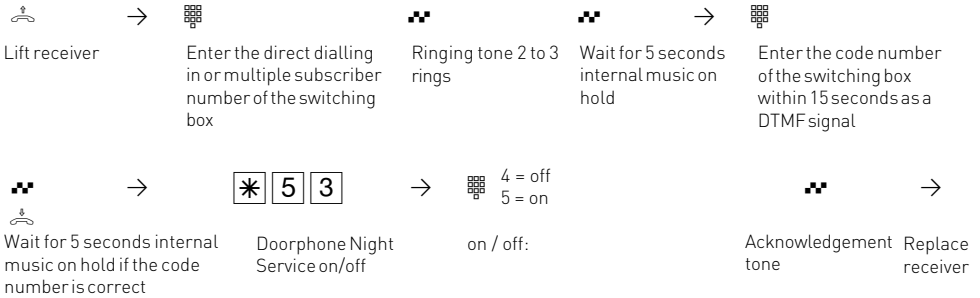 Lift receiver
Enter the direct dialling
in or multiple subscriber
number of the switching
box
Ringing tone 2 to 3
rings
Wait for 5 seconds
internal music on
hold
Enter the code number
of the switching box
within 15 seconds as a
DTMF signal
* 5 3
4 = off
5 = on
Wait for 5 seconds internal
music on hold if the code
number is correct
Doorphone Night
Service on/off
on / off:
Acknowledgement
tone
Replace
receiver